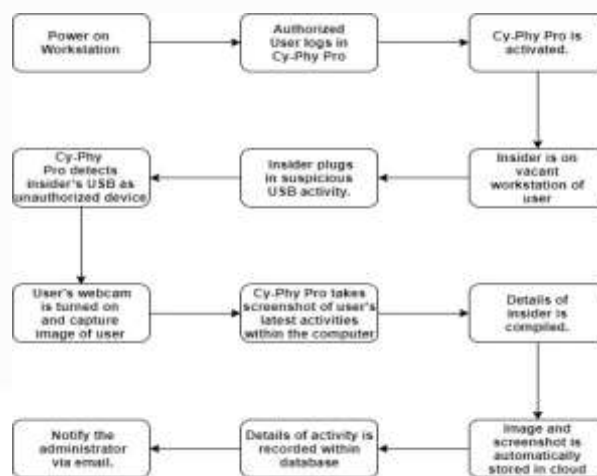 Power on
Workstation
Authorized
User logs in
Cy-Phy Pro
Cy-Phy Pro is
activated.
Insider is on
vacant
workstation of
user
Insider plugs
in suspicious
USB activity.
Cy-Phy
Pro detects
insider's USB as
unauthorized device
User's webcam
is turned on
and capture
image of user
Cy-Phy Pro takes
screenshot of user's
latest activities
within the computer
Details of
insider is
compiled.
Image and
screenshot is
automatically
stored in cloud
Details of activity is
recorded within
database
Notify the
administrator
via email.